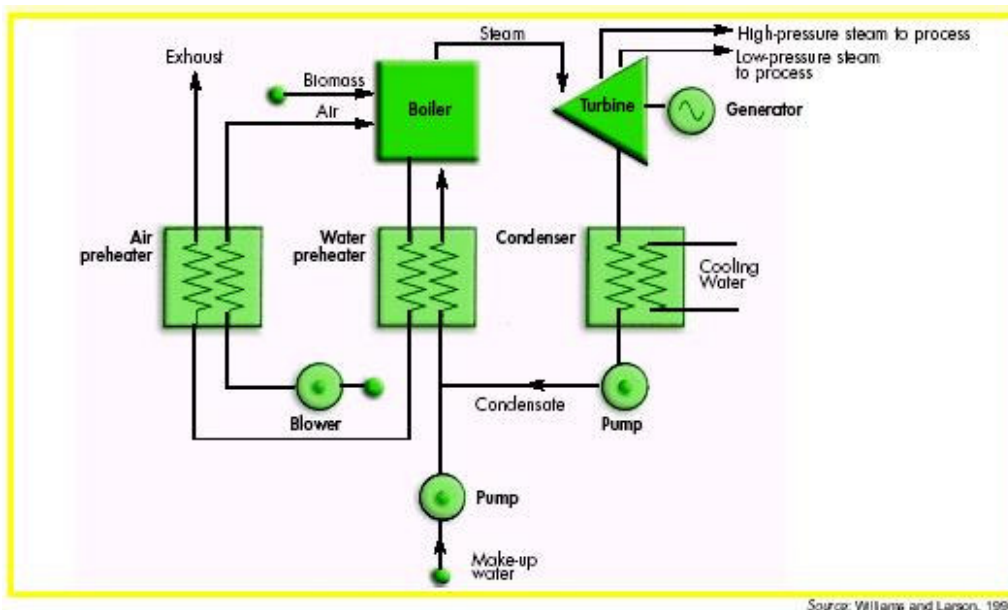 Steam
High-pressure steam to process
Low-pressure steam
to process
Exhaust
Biomass
Air
Boiler
Turbine
Generator
Air
preheater
Water
preheater
Condenser
Cooling
Water
Blower
Condensate
Pump
Pump
Make-up
water
Source: Williams and Larson,